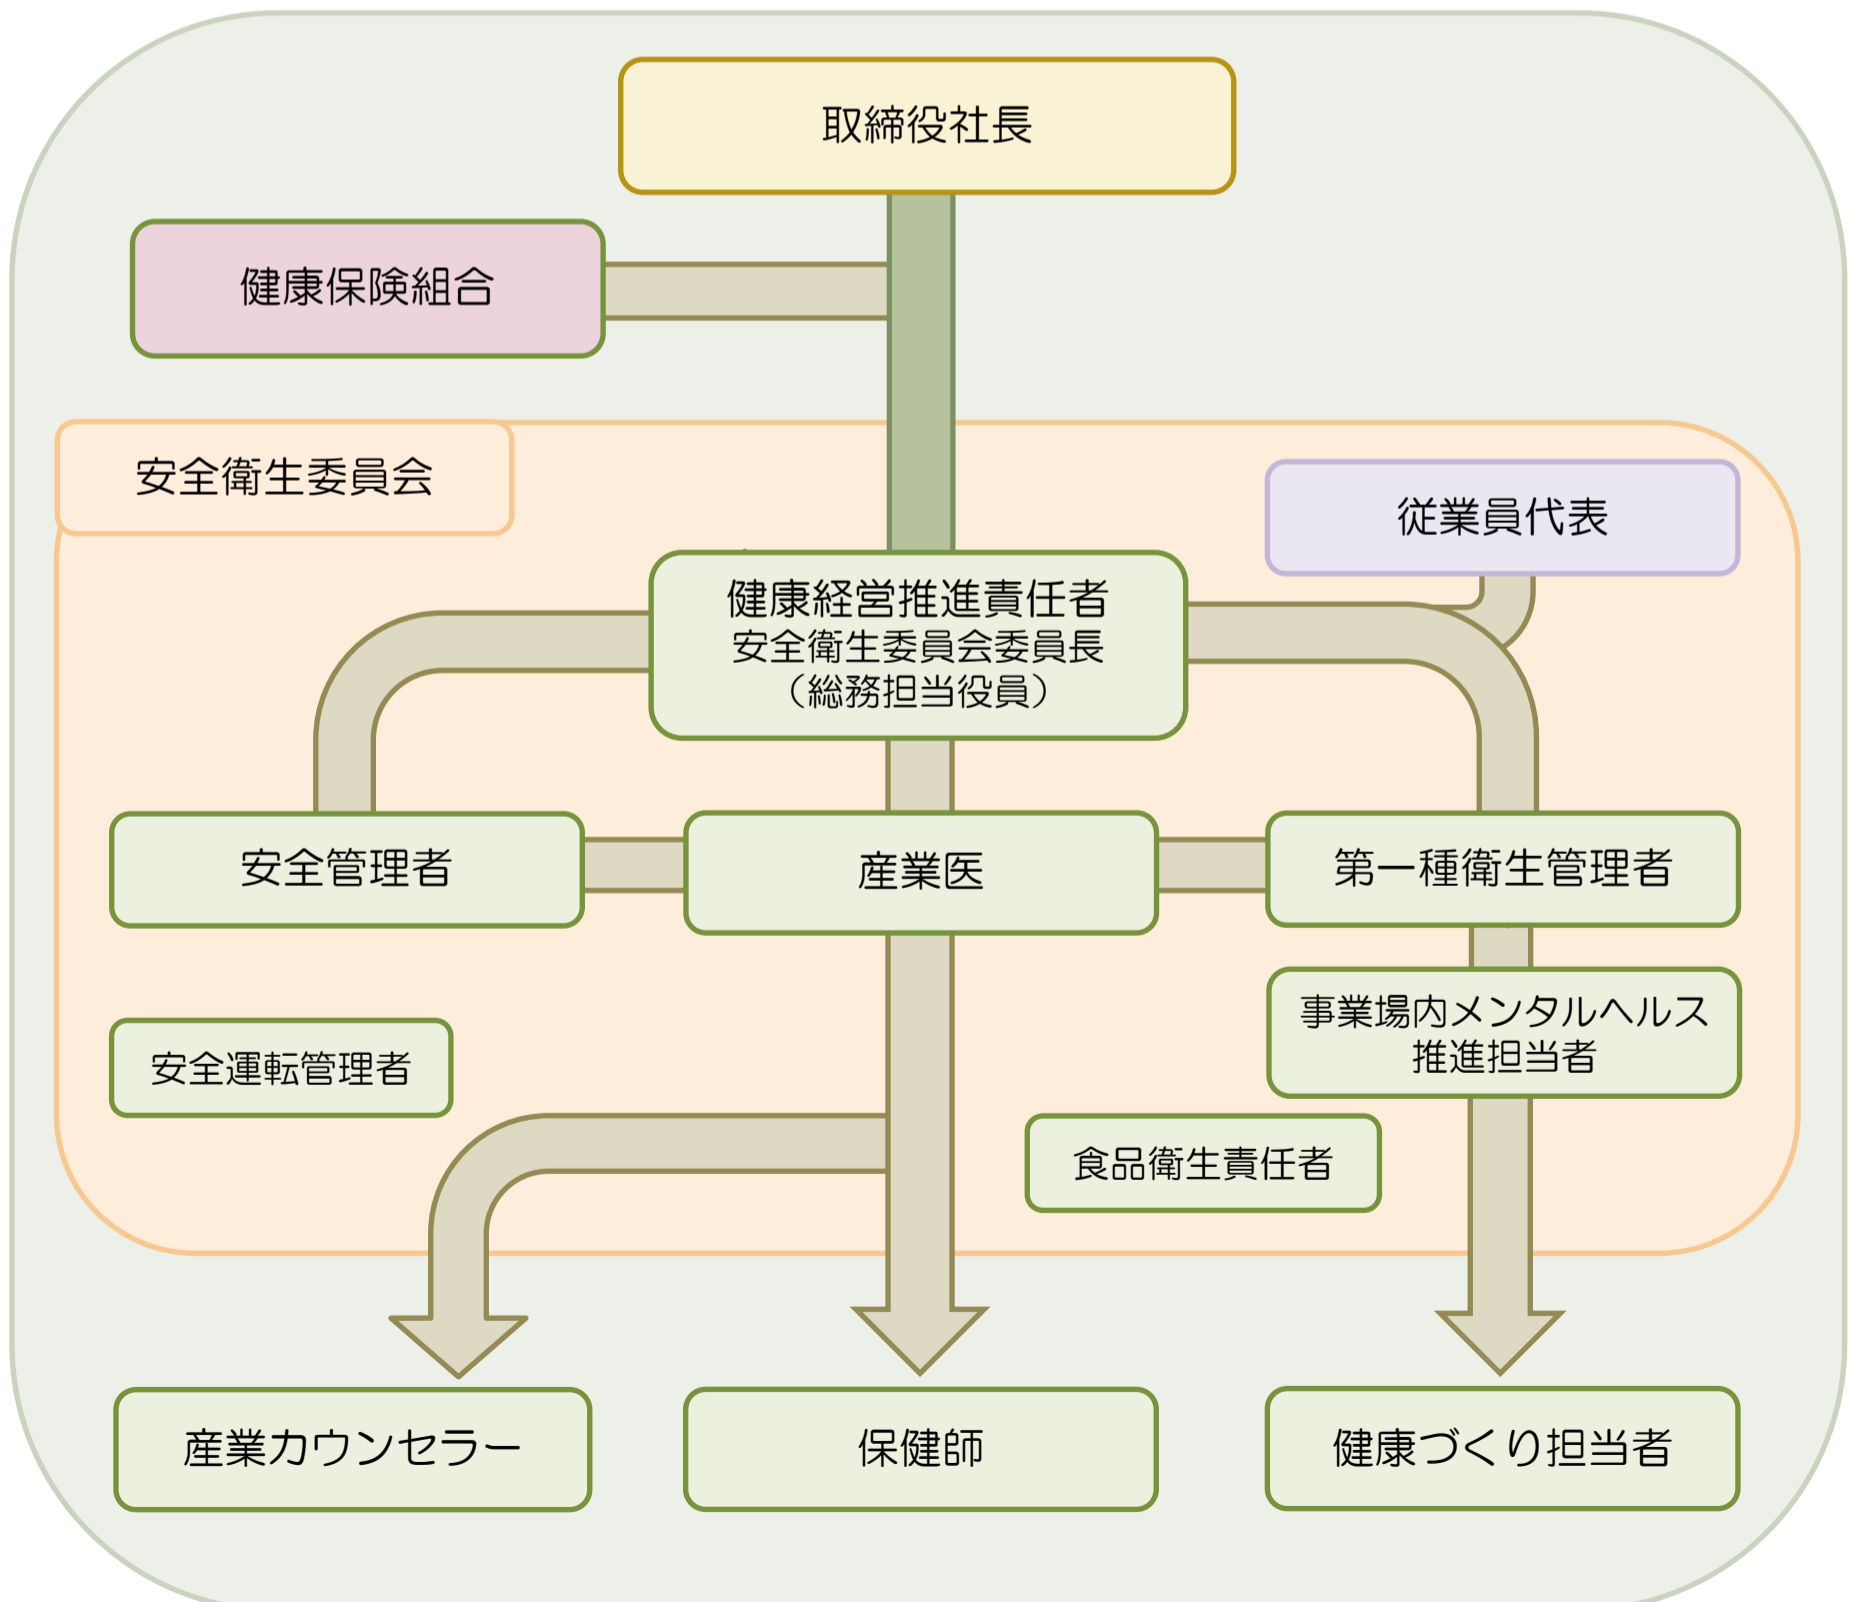 取締役社長
健康保険組合
安全衛生委員会
従業員代表
健康経営推進責任者
安全衛生委員会委員長
（総務担当役員）
安全管理者
産業医
第一種衛生管理者
事業場内メンタルヘルス
推進担当者
安全運転管理者
食品衛生責任者
産業カウンセラー
保健師
健康づくり担当者